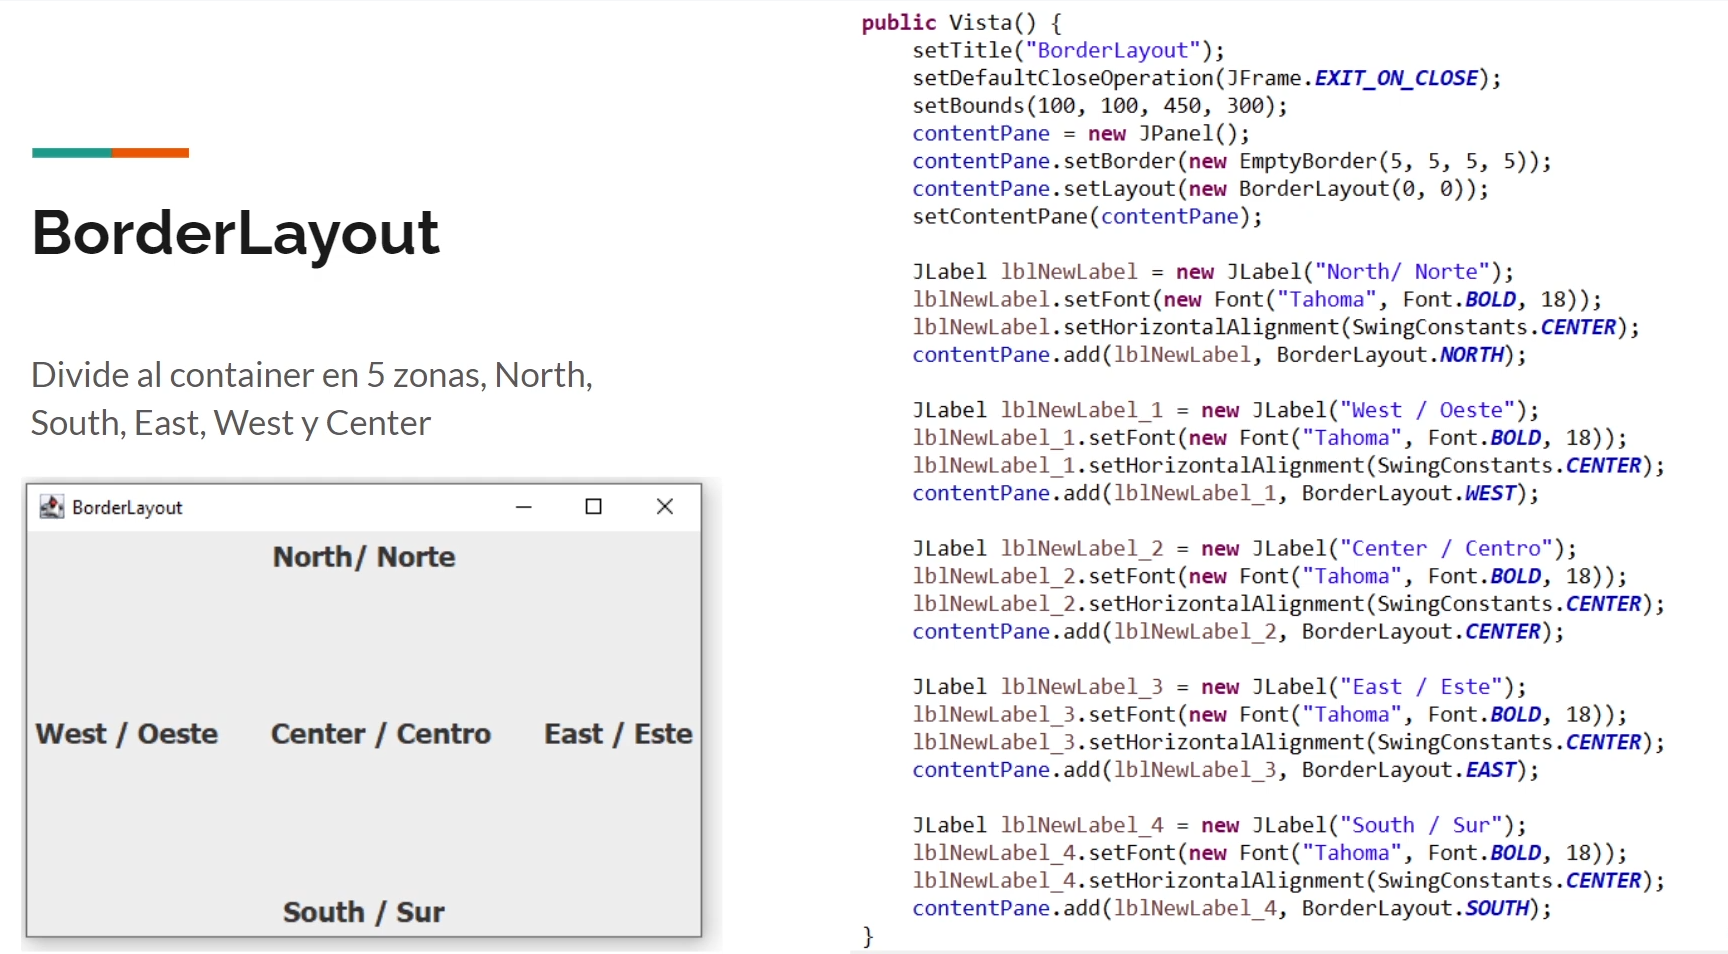 BorderLayout
Divide al container en 5 zonas, North,
South, East, West y Center
BorderLayout
North/ Norte
West / Oeste
Center / Centro
East / Este
South / Sur
public Vista() {
setTitle("BorderLayout");
setDefaultCloseOperation(JFrame.EXIT_ON_CLOSE);
setBounds(100, 100, 450, 300);
contentPane = new JPanel();
contentPane.setBorder(new EmptyBorder(5, 5, 5, 5));
contentPane.setLayout(new BorderLayout(0, 0));
setContentPane(contentPane);
JLabel lblNewLabel = new JLabel("North/ Norte");
lblNewLabel.setFont(new Font("Tahoma", Font.BOLD, 18));
lblNewLabel.setHorizontalAlignment(SwingConstants.CENTER);
contentPane.add(lblNewLabel, BorderLayout.NORTH);
JLabel lblNewLabel_1 = new JLabel("West / Oeste");
lblNewLabel_1.setFont(new Font("Tahoma", Font.BOLD, 18));
lblNewLabel_1.setHorizontalAlignment(SwingConstants.CENTER);
contentPane.add(lblNewLabel_1, BorderLayout.WEST);
JLabel lblNewLabel_2 = new JLabel("Center / Centro");
lblNewLabel_2.setFont(new Font("Tahoma", Font.BOLD, 18));
lblNewLabel_2.setHorizontalAlignment(SwingConstants.CENTER);
contentPane.add(lblNewLabel_2, BorderLayout.CENTER);
JLabel lblNewLabel_3 = new JLabel("East / Este");
lblNewLabel_3.setFont(new Font("Tahoma", Font.BOLD, 18));
lblNewLabel_3.setHorizontalAlignment(SwingConstants.CENTER);
contentPane.add(lblNewLabel_3, BorderLayout.EAST);
JLabel lblNewLabel_4 = new JLabel("South / Sur");
lblNewLabel_4.setFont(new Font("Tahoma", Font.BOLD, 18));
lblNewLabel_4.setHorizontalAlignment(SwingConstants.CENTER);
contentPane.add(lblNewLabel_4, BorderLayout.SOUTH);
}